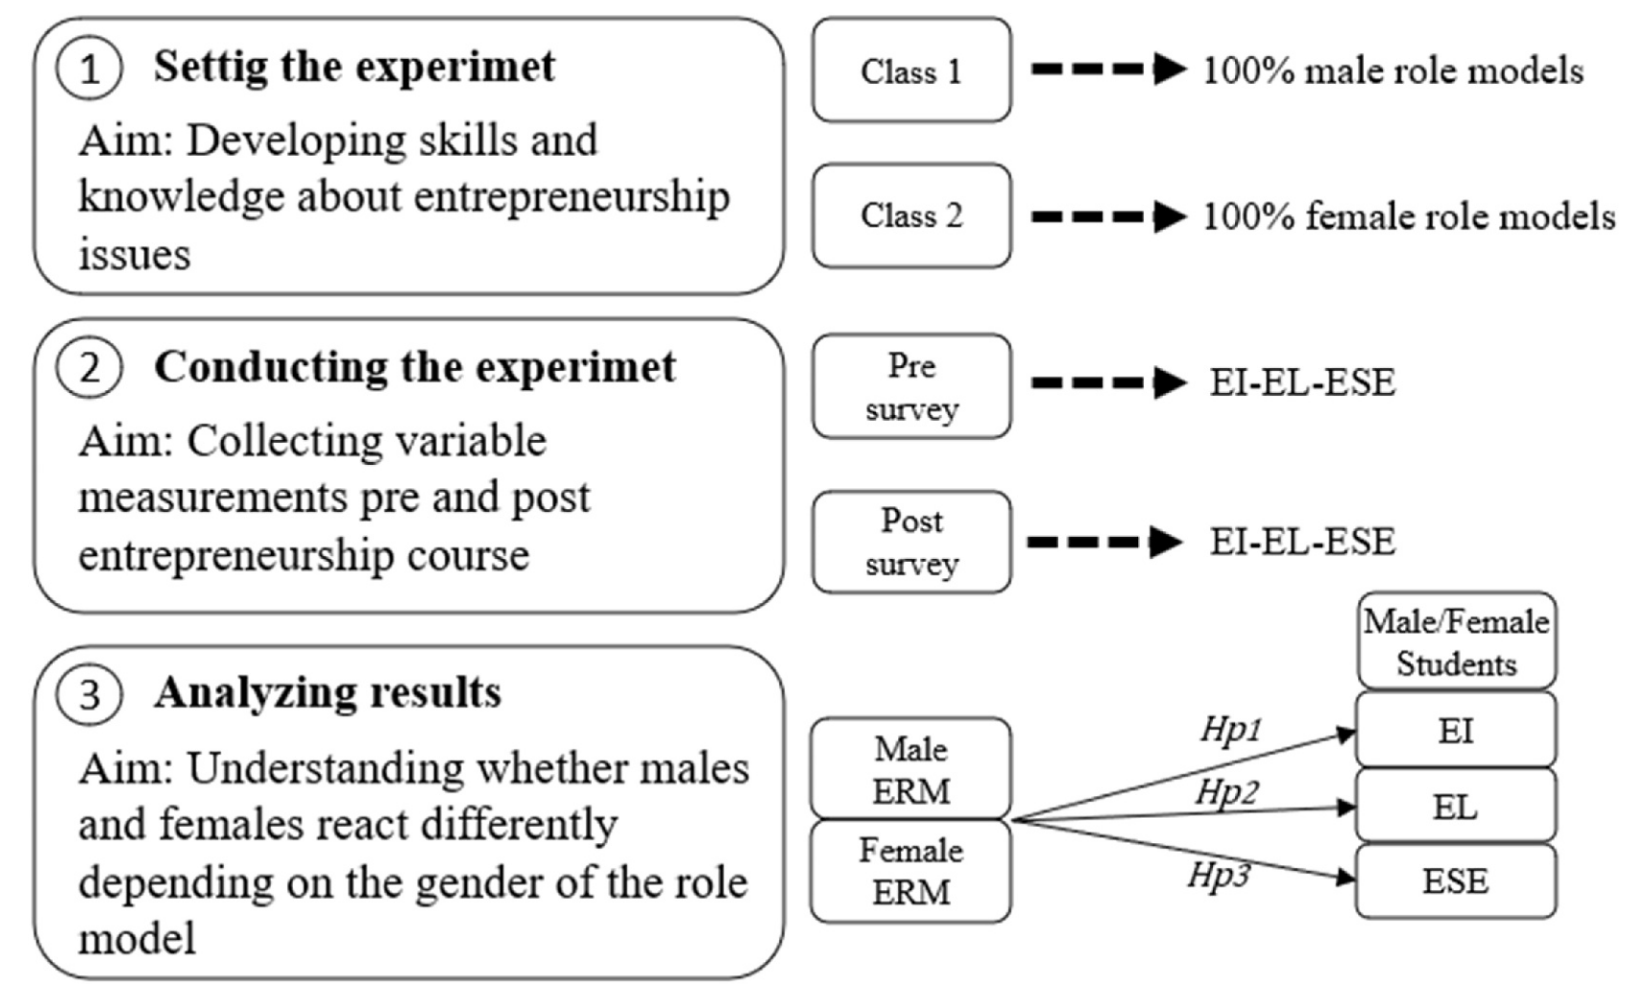 1 Settig the experimet
Aim: Developing skills and
knowledge about entrepreneurship
issues
Class 1
100% male role models
Class 2
100% female role models
2 Conducting the experimet
Aim: Collecting variable
measurements pre and post
entrepreneurship course
Pre
survey
EI-EL-ESE
Post
survey
EI-EL-ESE
3 Analyzing results
Aim: Understanding whether males
and females react differently
depending on the gender of the role
model
Male
ERM
Female
ERM
Hp1
Hp2
Hp3
Male/Female
Students
EI
EL
ESE